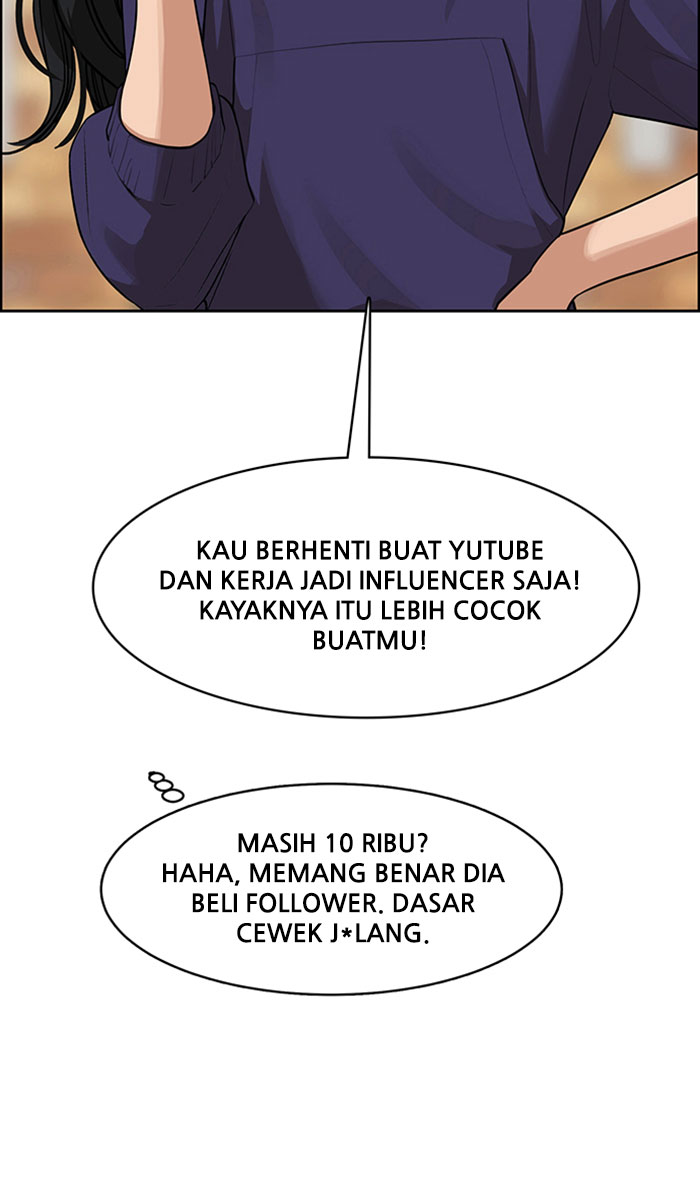 KAU BERHENTI BUAT YUTUBE
DAN KERJA JADI INFLUENCER SAJA!
KAYAKNYA ITU LEBIH COCOK
BUATMU!
MASIH 10 RIBU?
HAHA, MEMANG BENAR DIA
BELI FOLLOWER. DASAR
CEWEK J*LANG.